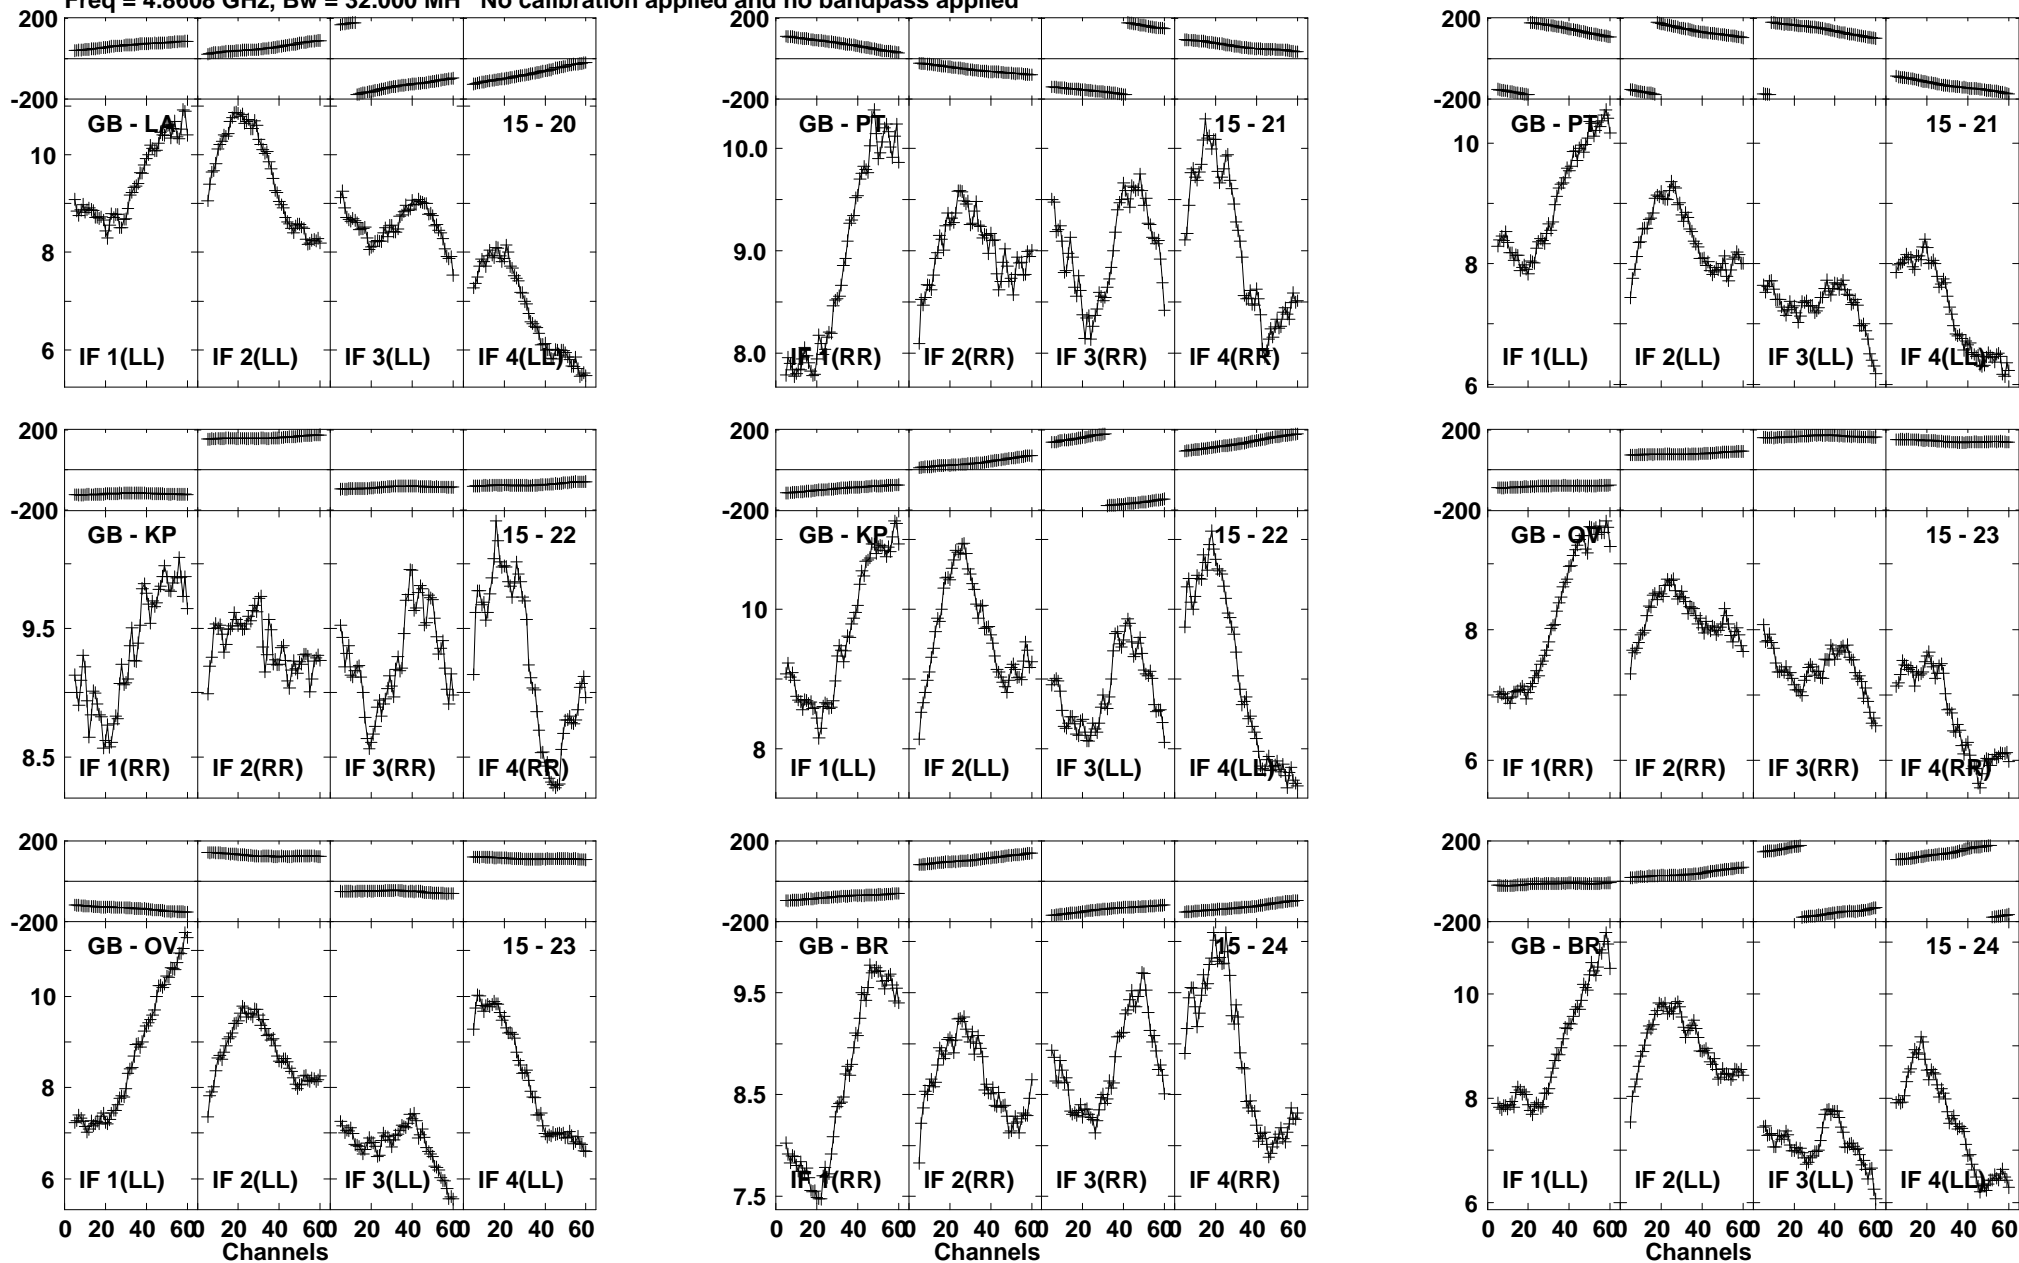 Freq = 4.8608 GHz, Bw = 32.000 MH No calibration applied and no bandpass applied
200 200 200
-200 -200 -200
GB - LA 15 - 20 GB - PT 15 - 21 GB - PT 15 - 21
10 10.0 10
8 9.0 8
6 8.0 6
IF 1(LL) IF 2(LL) IF 3(LL) IF 4(LL) IF 1(RR) IF 2(RR) IF 3(RR) IF 4(RR) IF 1(LL) IF 2(LL) IF 3(LL) IF 4(LL)
200 200 200
-200 -200 -200
GB - KP 15 - 22 GB - KP 15 - 22 GB - OV 15 - 23
9.5 10 8
8.5 8 6
IF 1(RR) IF 2(RR) IF 3(RR) IF 4(RR) IF 1(LL) IF 2(LL) IF 3(LL) IF 4(LL) IF 1(RR) IF 2(RR) IF 3(RR) IF 4(RR)
200 200 200
-200 -200 -200
GB - OV 15 - 23 GB - BR 15 - 24 GB - BR 15 - 24
10 9.5 10
8 8.5 8
6 7.5 6
IF 1(LL) IF 2(LL) IF 3(LL) IF 4(LL) IF 1(RR) IF 2(RR) IF 3(RR) IF 4(RR) IF 1(LL) IF 2(LL) IF 3(LL) IF 4(LL)
0 20 40 60 0 20 40 60 0 20 40 60 0 20 40 60 0 20 40 60 0 20 40 60 0 20 40 60 0 20 40 60 0 20 40 60 0 20 40 60 0 20 40 60 0 20 40 60
Channels Channels Channels